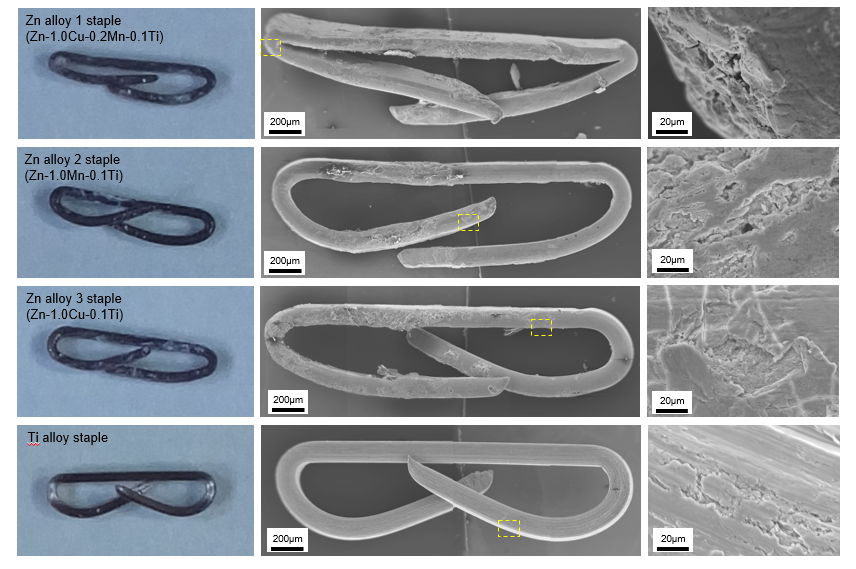 Zn alloy 1 staple
(Zn-1.0Cu-0.2Mn-0.1Ti)
200μm
20μm
Zn alloy 2 staple
(Zn-1.0Mn-0.1Ti)
200μm
20μm
Zn alloy 3 staple
(Zn-1.0Cu-0.1Ti)
200μm
20μm
Ti alloy staple
200μm
20μm